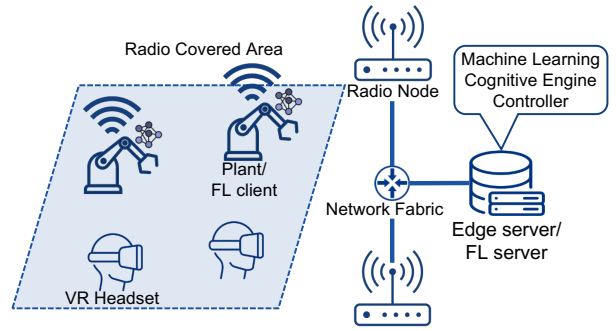 Radio Covered Area
Radio Node
Machine Learning
Cognitive Engine
Controller
Plant/
FL client
Network Fabric
Edge server/
FL server
VR Headset